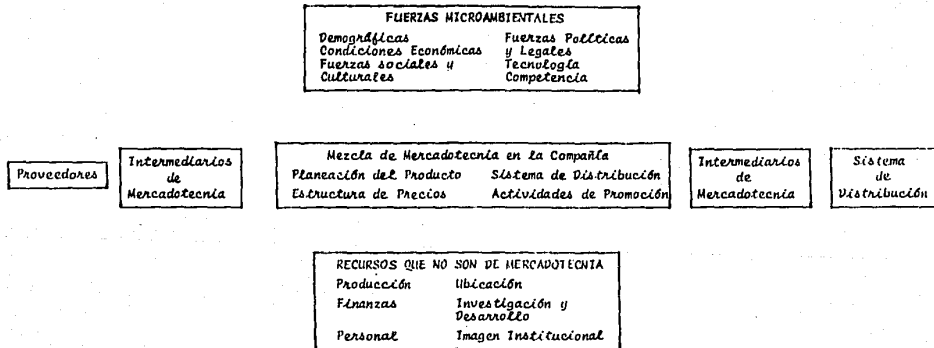 FUERZAS MICROAMBIENTALES
Demográficas Fuerzas Políticas
Condiciones Económicas y Legales
Fuerzas sociales y Tecnología
Culturales Competencia
Proveedores
Intermediarios
de
Mercadotecnia
Mezcla de Mercadotecnia en la Compañía
Planeación del Producto Sistema de Distribución
Estructura de Precios Actividades de Promoción
Intermediarios
de
Mercadotecnia
Sistema
de
Distribución
RECURSOS QUE NO SON DE MERCADOTECNIA
Producción Ubicación
Finanzas Investigación y
Desarrollo
Personal Imagen Institucional